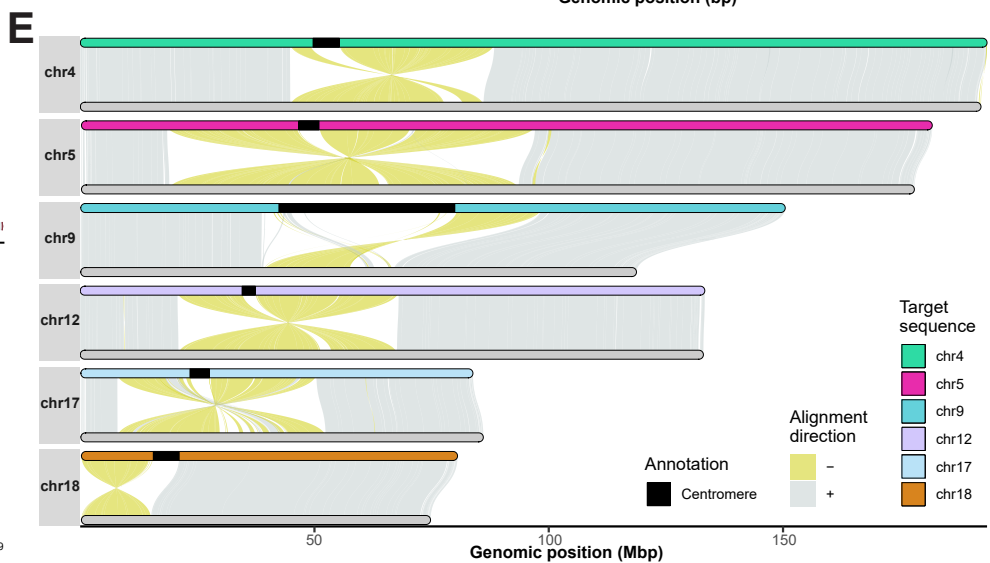 Genomic position (bp)
E
chr4
chr5
chr9
chr12
chr17
chr18
Target
sequence
chr4
chr5
chr9
chr12
chr17
chr18
Alignment
direction
−
+
Annotation
Centromere
50
100
150
Genomic position (Mbp)
9